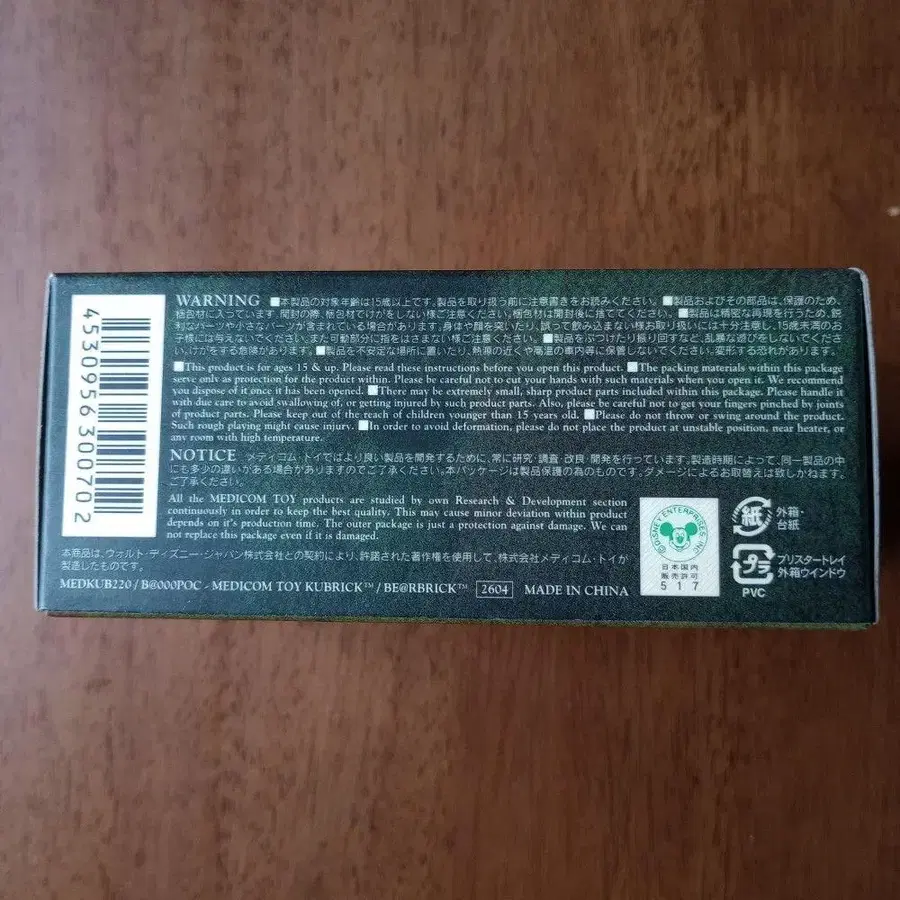 4530956300702
WARNING ■本製品の対象年齢は15歳以上です。製品を取り扱う前に注意書きをお読みください。■製品およびその部品は、保護のため、
梱包材に入っています。開封の際、梱包材でけがをしない様ご注意ください。梱包材は開封後に捨ててください。■製品は精密な再現を行うため、鋭
利なパーツや小さなパーツが含まれている場合があります。身体や顔を突いたり、誤って飲み込まない様お取り扱いには十分注意し、15歳未満のお
子様には与えないでください。また可動部分に指をはさまない様ご注意ください。■製品をぶつけたり振り回すなど、乱暴な遊びをしないでくださ
い。けがをする危険があります。■製品を不安定な場所に置いたり、熱源の近くや高温の車内等に保管しないでください。変形する恐れがあります。
■This product is for ages 15 & up. Please read these instructions before you open this product. ■The packing materials within this package
serve only as protection for the product within. Please be careful not to cut your hands with such materials when you open it. We recommend
you dispose of it once it has been opened. ■There may be extremely small, sharp product parts included within this package. Please handle it
with due care to avoid swallowing of, or getting injured by such product parts. Also, please be careful not to get your fingers pinched by joints
of product parts. Please keep out of the reach of children younger than 15 years old. ■Please do not throw or swing around the product.
Such rough playing might cause injury. ■In order to avoid deformation, please do not place the product at unstable position, near heater, or
any room with high temperature.
NOTICE メディコム・トイではより良い製品を開発するために、常に研究・調査・改良・開発を行っています。製造時期によって、同一製品の中
にも多少の違いがある場合がありますのでご了承ください。本パッケージは製品保護の為のものです。ダメージによるお取替えは致しかねます。
ご了承ください。
All the MEDICOM TOY products are studied by own Research & Development section
continuously in order to keep the best quality. This may cause minor deviation within product
depends on it's production time. The outer package is just a protection against damage. We can
not replace this package even if it is damaged.
本商品は、ウォルト・ディズニー・ジャパン株式会社との契約により、許諾された著作権を使用して、株式会社メディコム・トイが
製造したものです。
MEDKUB220 / B@000POC - MEDICOM TOY KUBRICK™ / BE@RBRICK™ 2604 MADE IN CHINA
©DISNEY ENTERPRISES INC.
日本国内
販売許可
517
紙 外箱・
台紙
プラ ブリスタートレイ
外箱ウインドウ
PVC